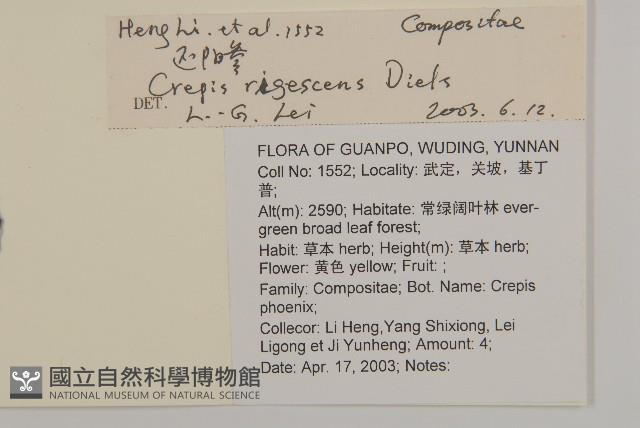 Heng Li. et al. 1552 Compositae
还阳参
Crepis rigescens Diels
DET. L.-G. Lei 2003. 6. 12.
FLORA OF GUANPO, WUDING, YUNNAN
Coll No: 1552; Locality: 武定，关坡，基丁
普;
Alt(m): 2590; Habitate: 常绿阔叶林 ever-
green broad leaf forest;
Habit: 草本 herb; Height(m): 草本 herb;
Flower: 黄色 yellow; Fruit: ;
Family: Compositae; Bot. Name: Crepis
phoenix;
Collecor: Li Heng,Yang Shixiong, Lei
Ligong et Ji Yunheng; Amount: 4;
Date: Apr. 17, 2003; Notes:
國立自然科學博物館
NATIONAL MUSEUM OF NATURAL SCIENCE